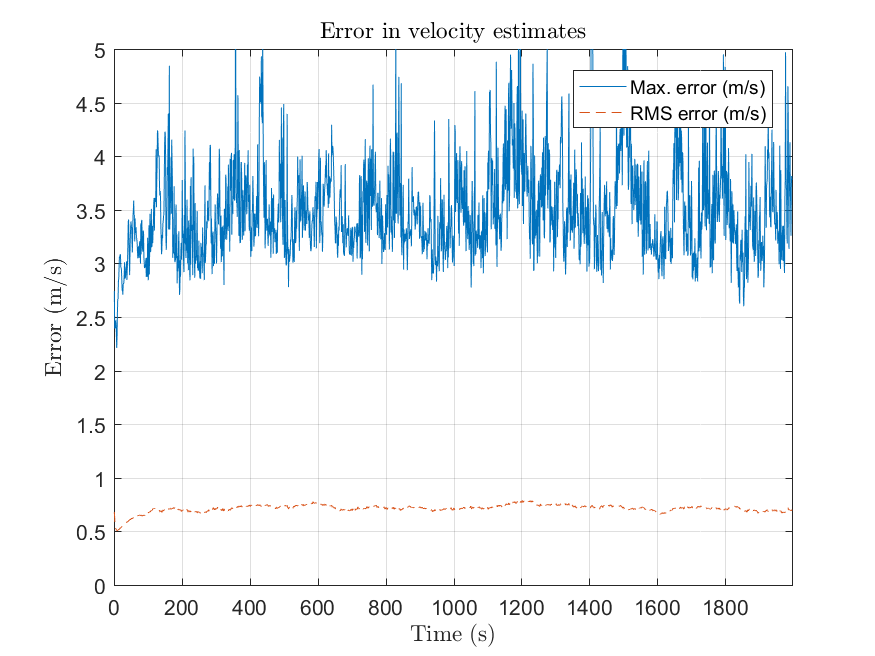 Error in velocity estimates
Max. error (m/s)
RMS error (m/s)
Error (m/s)
5
4.5
4
3.5
3
2.5
2
1.5
1
0.5
0
0 200 400 600 800 1000 1200 1400 1600 1800
Time (s)